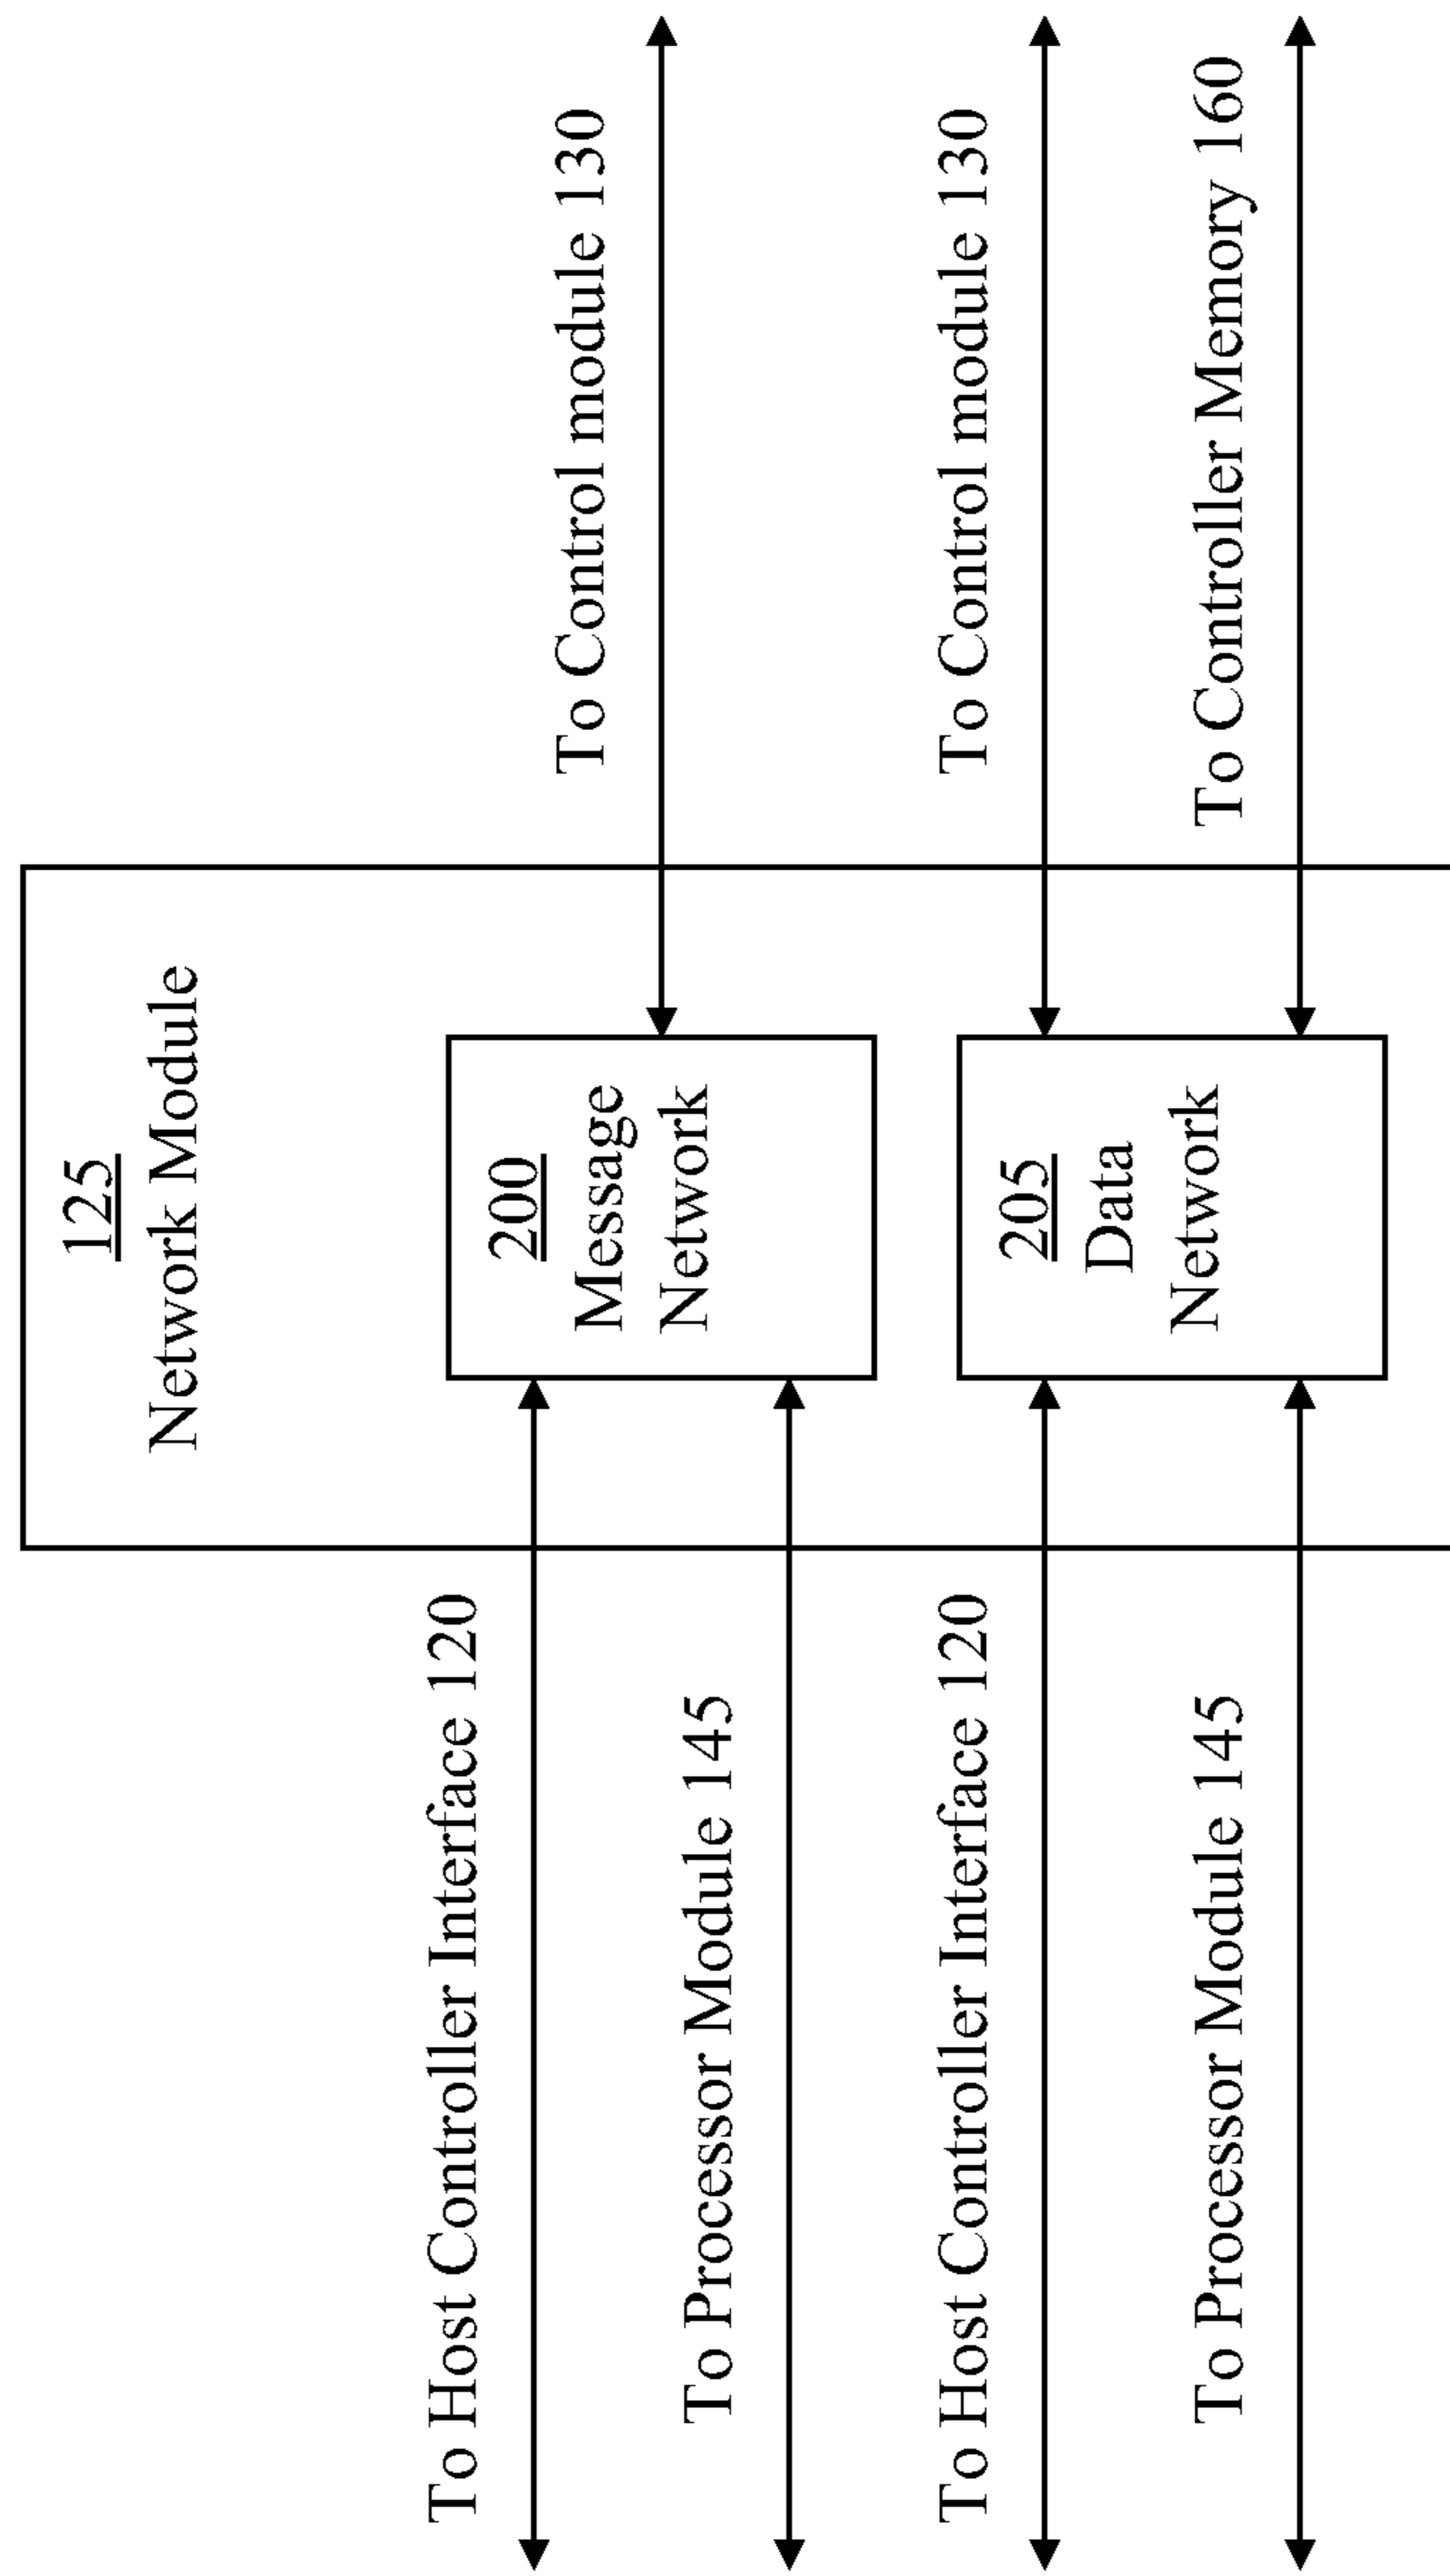 125
Network Module
To Host Controller Interface 120
200
Message
Network
To Control module 130
To Processor Module 145
To Host Controller Interface 120
205
Data
Network
To Control module 130
To Processor Module 145
To Controller Memory 160